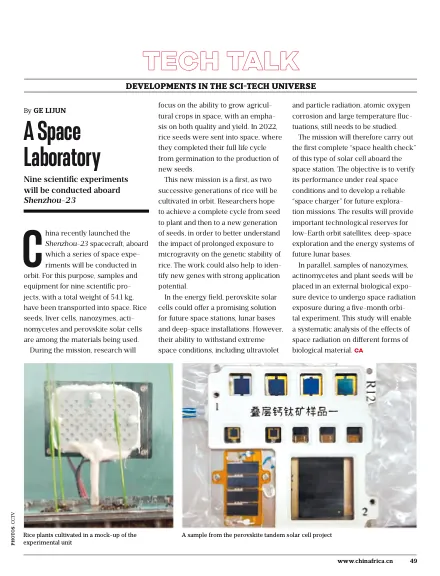 TECH TALK
DEVELOPMENTS IN THE SCI-TECH UNIVERSE
By GE LIJUN
A Space
Laboratory
Nine scientific experiments
will be conducted aboard
Shenzhou-23
China recently launched the
Shenzhou-23 spacecraft, aboard
which a series of space expe-
riments will be conducted in
orbit. For this purpose, samples and
equipment for nine scientific pro-
jects, with a total weight of 54.1 kg,
have been transported into space. Rice
seeds, liver cells, nanozymes, acti-
nomycetes and perovskite solar cells
are among the materials being used.
During the mission, research will
focus on the ability to grow agricul-
tural crops in space, with an empha-
sis on both quality and yield. In 2022,
rice seeds were sent into space, where
they completed their full life cycle
from germination to the production of
new seeds.
This new mission is a first, as two
successive generations of rice will be
cultivated in orbit. Researchers hope
to achieve a complete cycle from seed
to plant and then to a new generation
of seeds, in order to better understand
the impact of prolonged exposure to
microgravity on the genetic stability of
rice. The work could also help to iden-
tify new genes with strong application
potential.
In the energy field, perovskite solar
cells could offer a promising solution
for future space stations, lunar bases
and deep-space installations. However,
their ability to withstand extreme
space conditions, including ultraviolet
and particle radiation, atomic oxygen
corrosion and large temperature fluc-
tuations, still needs to be studied.
The mission will therefore carry out
the first complete “space health check”
of this type of solar cell aboard the
space station. The objective is to verify
its performance under real space
conditions and to develop a reliable
“space charger” for future explora-
tion missions. The results will provide
important technological reserves for
low-Earth orbit satellites, deep-space
exploration and the energy systems of
future lunar bases.
In parallel, samples of nanozymes,
actinomycetes and plant seeds will be
placed in an external biological expo-
sure device to undergo space radiation
exposure during a five-month orbi-
tal experiment. This study will enable
a systematic analysis of the effects of
space radiation on different forms of
biological material. CA
1
R12
叠层钙钛矿样品一
2
PHOTOS: CCTV
Rice plants cultivated in a mock-up of the
experimental unit
A sample from the perovskite tandem solar cell project
www.chinafrica.cn
49